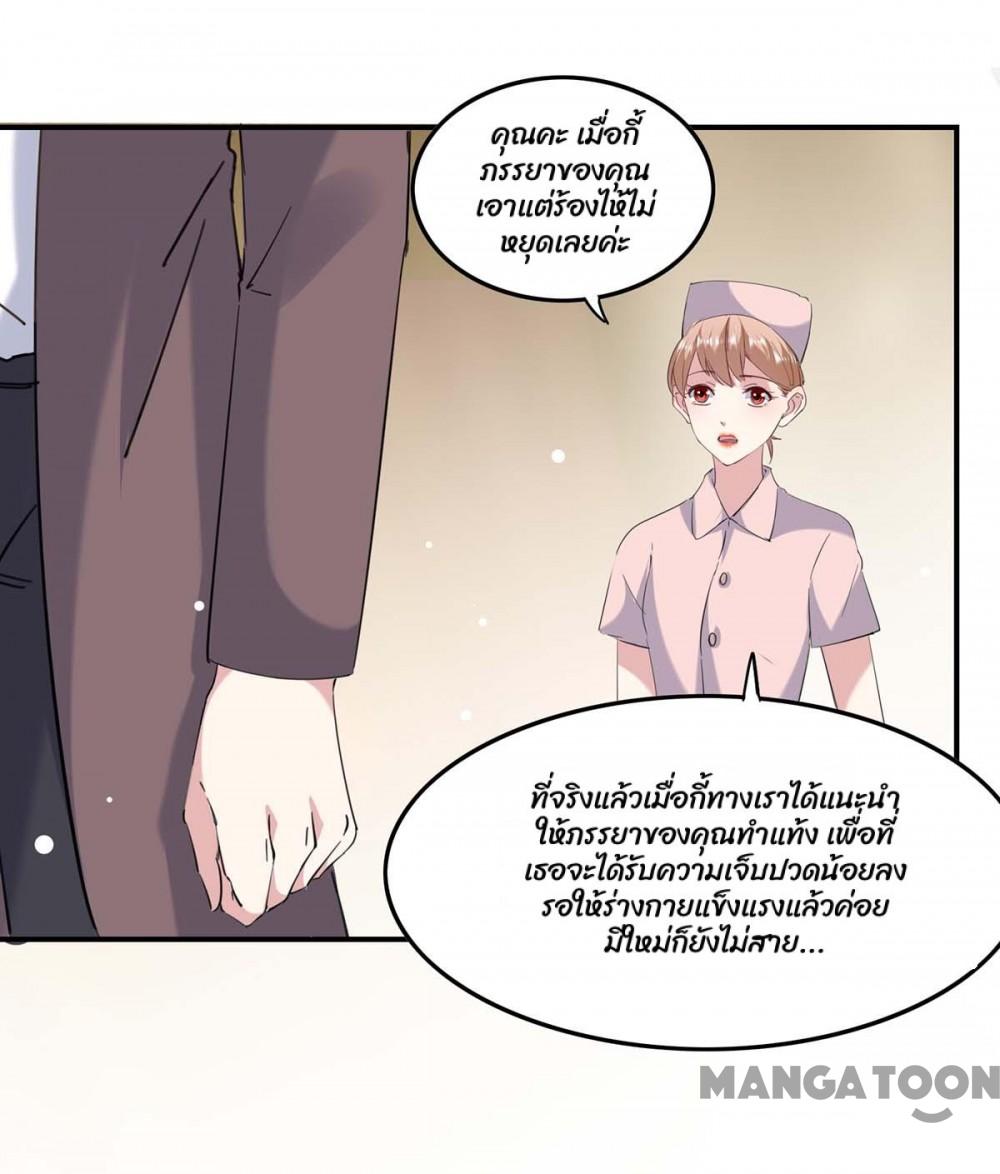 คุณคะ เมื่อกี้
ภรรยาของคุณ
เอาแต่ร้องไห้ไม่
หยุดเลยค่ะ
ที่จริงแล้วเมื่อกี้ทางเราได้แนะนำ
ให้ภรรยาของคุณทำแท้ง เพื่อที่
เธอจะได้รับความเจ็บปวดน้อยลง
รอให้ร่างกายแข็งแรงแล้วค่อย
มีใหม่ก็ยังไม่สาย...
MANGATOON